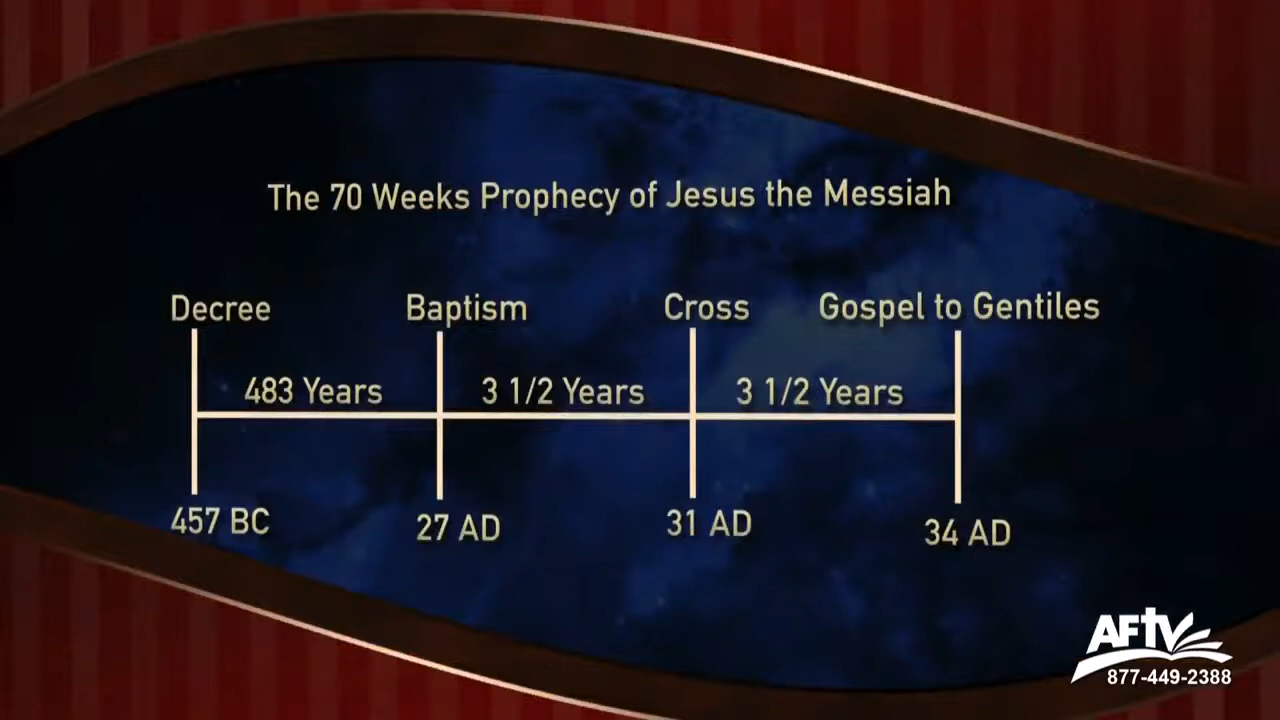 The 70 Weeks Prophecy of Jesus the Messiah
Decree Baptism Cross Gospel to Gentiles
483 Years 3 1/2 Years 3 1/2 Years
457 BC 27 AD 31 AD 34 AD
AFTV
877-449-2388